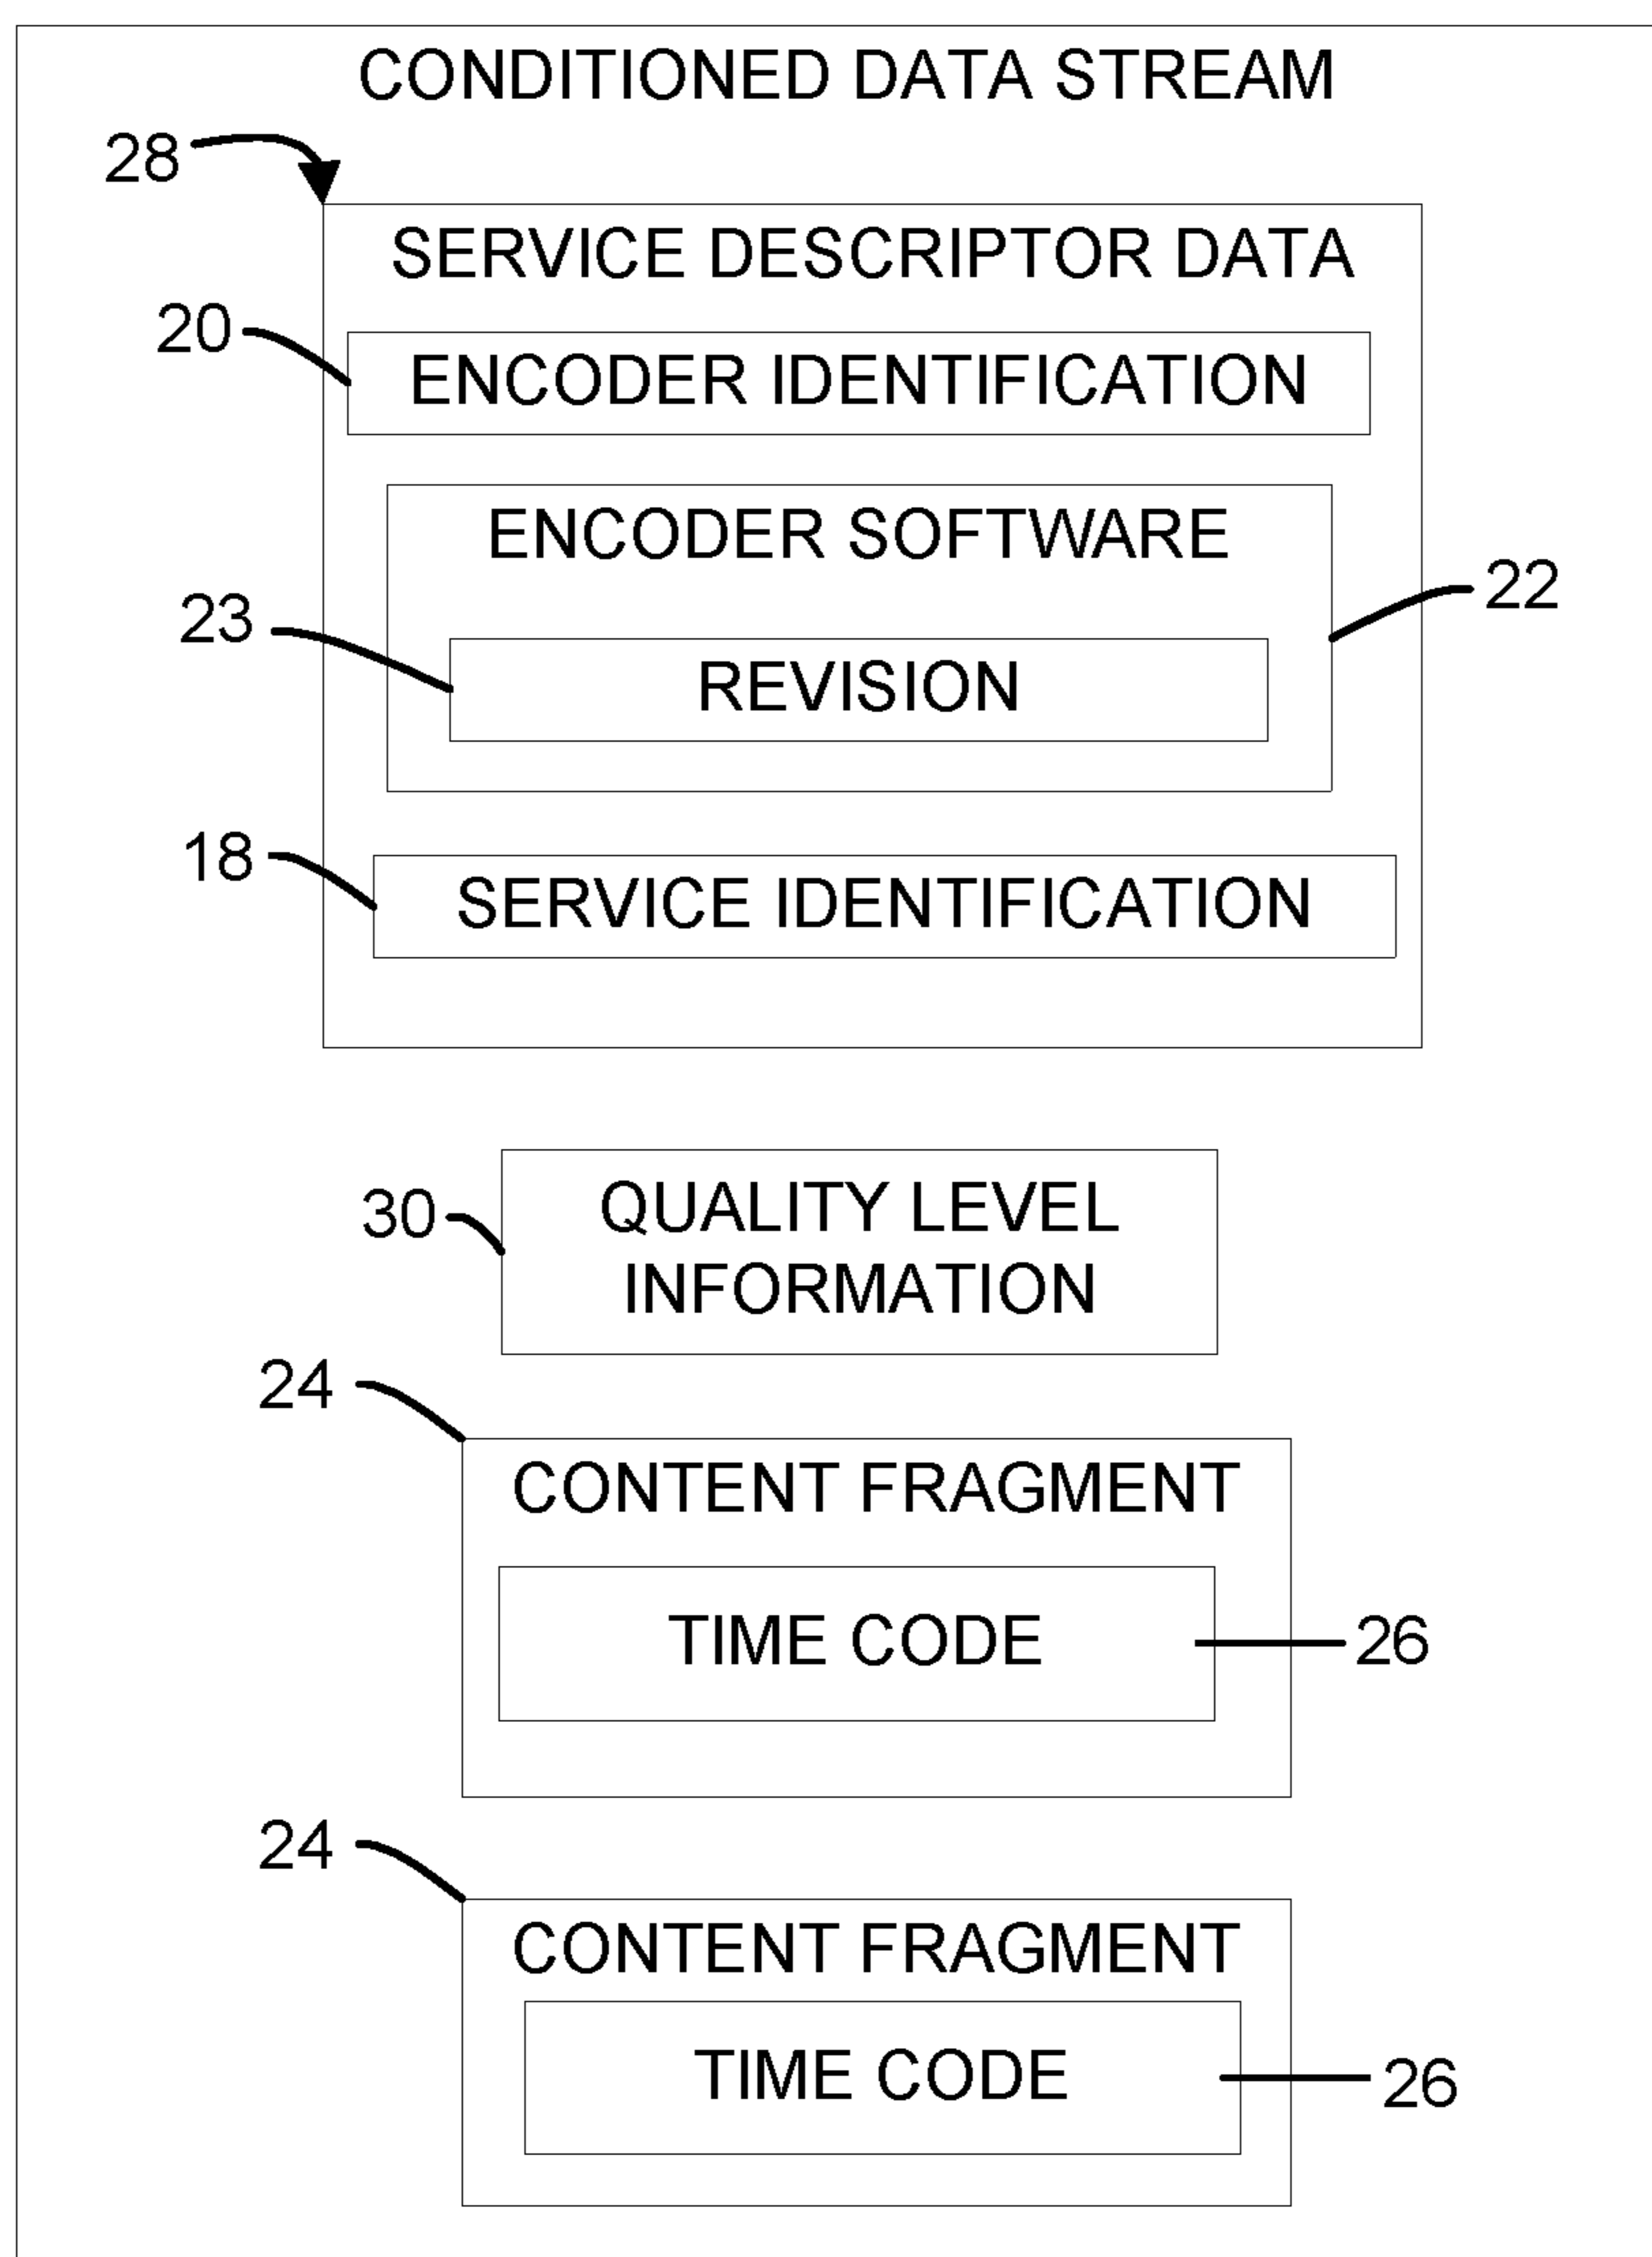 CONDITIONED DATA STREAM
28
SERVICE DESCRIPTOR DATA
20
ENCODER IDENTIFICATION
ENCODER SOFTWARE
22
23
REVISION
18
SERVICE IDENTIFICATION
30
QUALITY LEVEL
INFORMATION
24
CONTENT FRAGMENT
TIME CODE
26
24
CONTENT FRAGMENT
TIME CODE
26